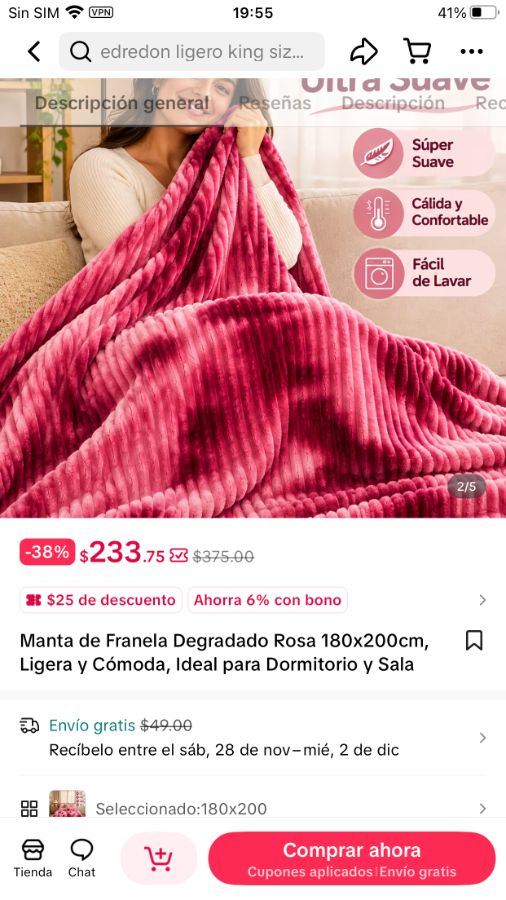 Sin SIM VPN 19:55 41%
edredon ligero king siz...
Ultra Suave
Descripción general Reseñas Descripción Rec
Súper
Suave
Cálida y
Confortable
Fácil
de Lavar
2/5
-38% $233.75 $375.00
$25 de descuento Ahorra 6% con bono
Manta de Franela Degradado Rosa 180x200cm,
Ligera y Cómoda, Ideal para Dormitorio y Sala
Envío gratis $49.00
Recíbelo entre el sáb, 28 de nov–mié, 2 de dic
Seleccionado:180x200
Tienda Chat
Comprar ahora
Cupones aplicados|Envío gratis